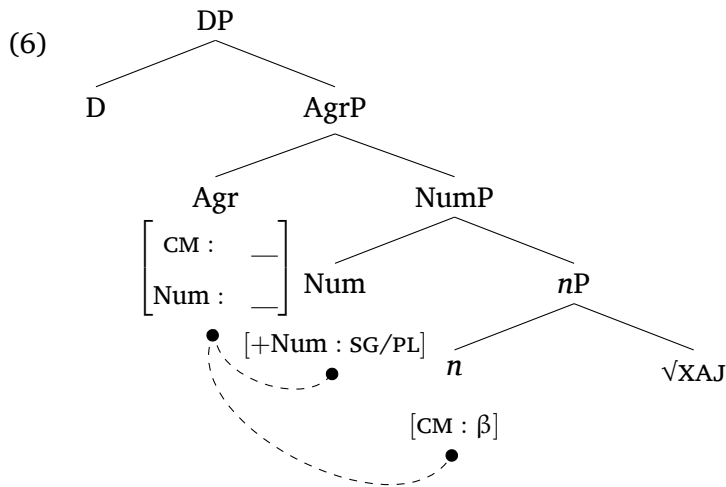 (6) DP
D AgrP
Agr NumP
[CM : __
Num : __]
Num nP
[+Num : SG/PL]
n √XAJ
[CM : β]